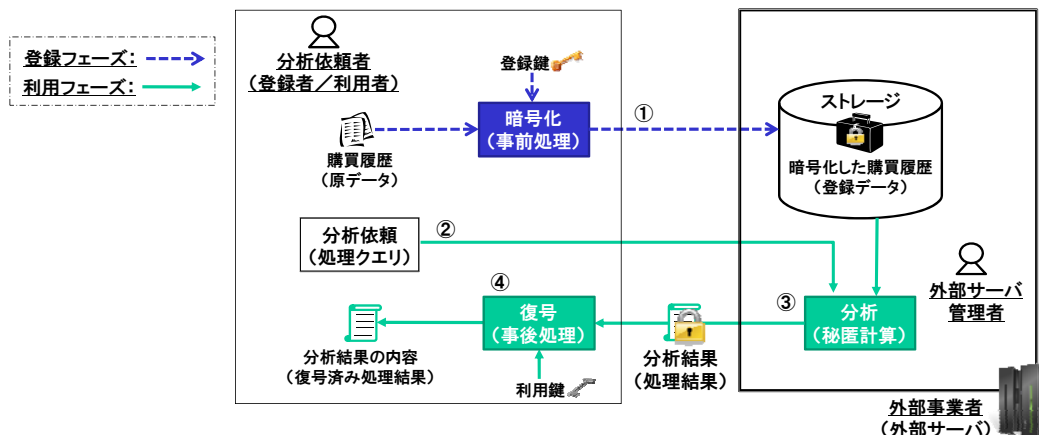 登録フェーズ:
利用フェーズ:
分析依頼者
(登録者/利用者)
登録鍵
暗号化
(事前処理)
①
購買履歴
(原データ)
ストレージ
暗号化した購買履歴
(登録データ)
分析依頼
(処理クエリ)
②
外部サーバ
管理者
③
分析
(秘匿計算)
④
復号
(事後処理)
分析結果
(処理結果)
分析結果の内容
(復号済み処理結果)
利用鍵
外部事業者
(外部サーバ)